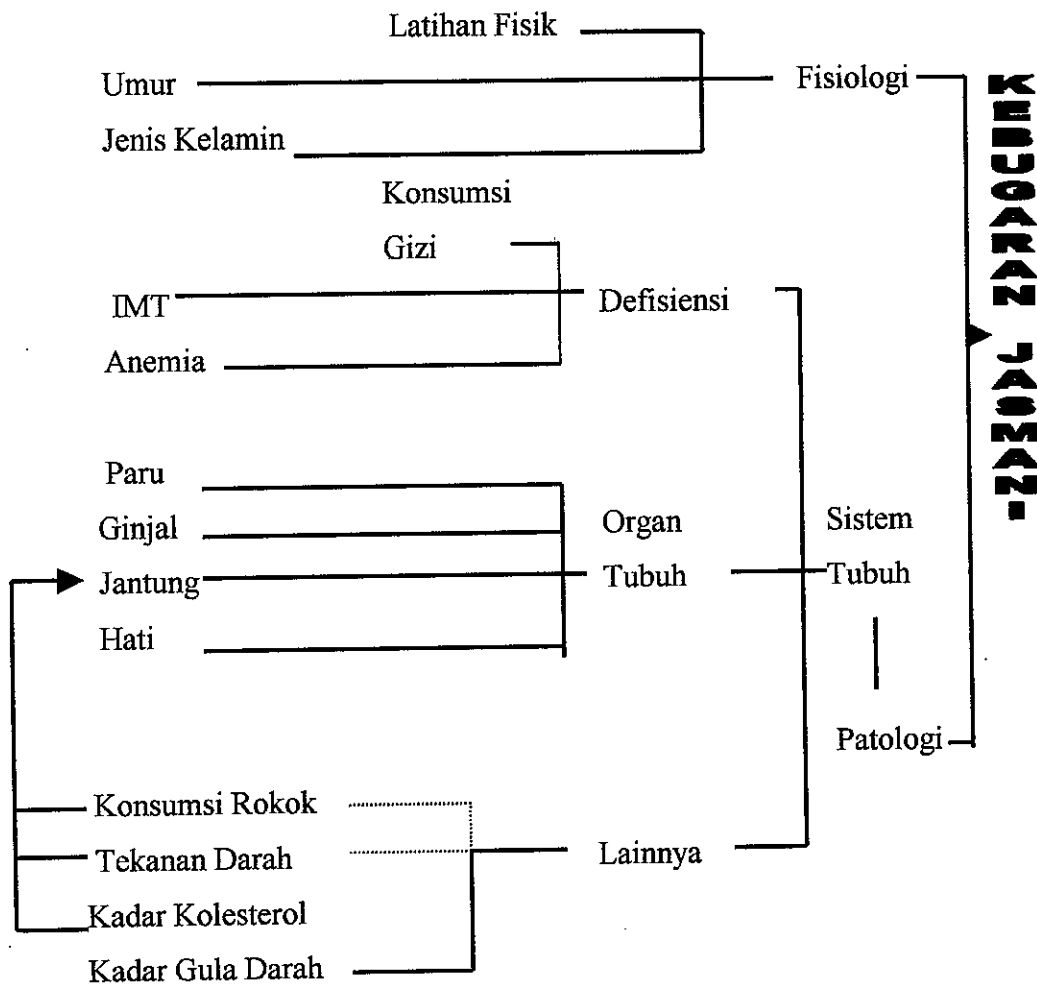 Latihan Fisik
Umur
Fisiologi
Jenis Kelamin
Konsumsi
Gizi
IMT
Defisiensi
Anemia
Paru
Ginjal
Organ
Sistem
Jantung
Tubuh
Tubuh
Hati
Patologi
Konsumsi Rokok
Tekanan Darah
Lainnya
Kadar Kolesterol
Kadar Gula Darah
KEBUGARAN JASMANI